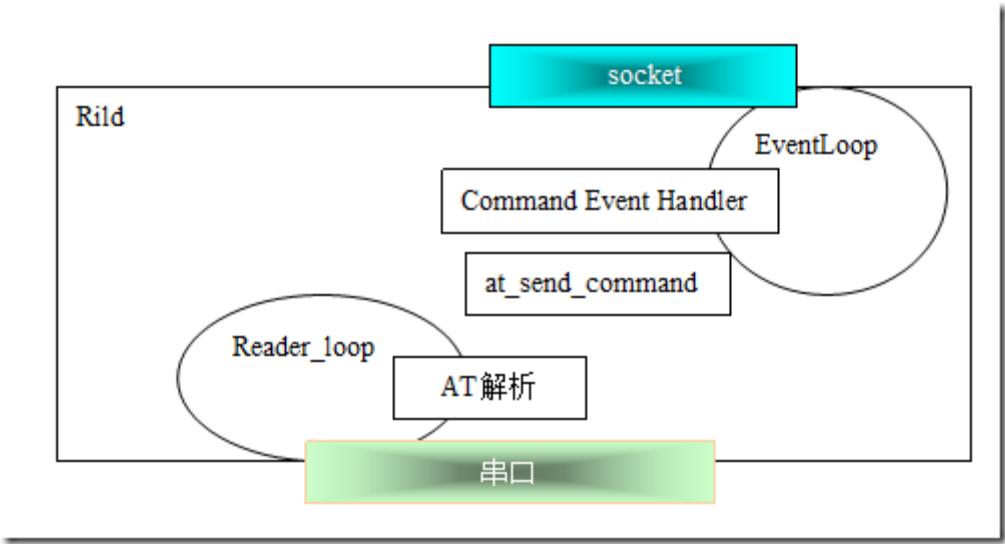 socket
Rild
EventLoop
Command Event Handler
at_send_command
Reader_loop
AT解析
串口